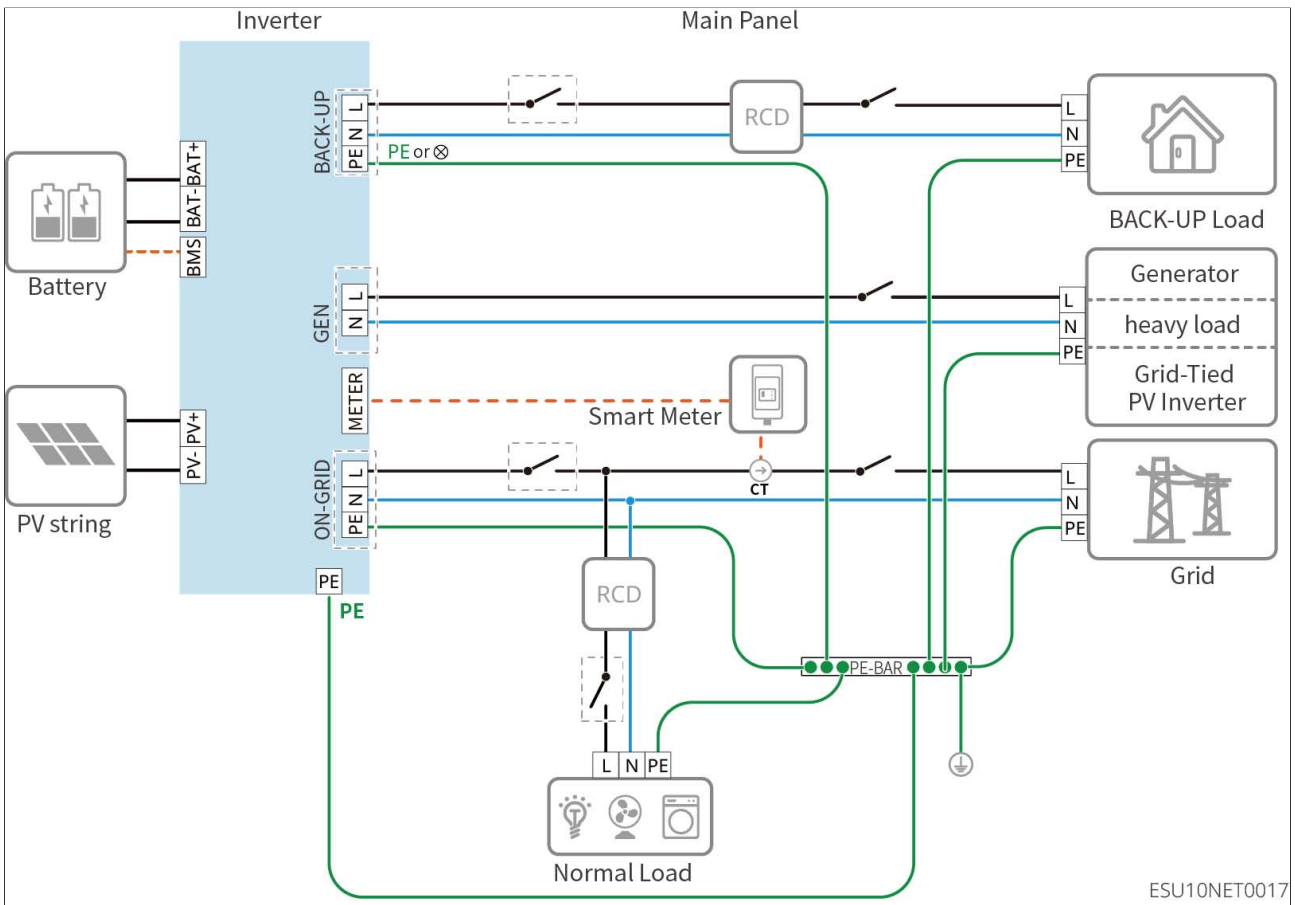 Inverter
Main Panel
BACK-UP
L
N
PE
PE or ⊗
RCD
L
N
PE
BACK-UP Load
BAT+
BAT-
BMS
Battery
GEN
L
N
L
N
PE
Generator
heavy load
Grid-Tied
PV Inverter
METER
Smart Meter
PV+
PV-
PV string
ON-GRID
L
N
PE
CT
L
N
PE
Grid
PE
PE
RCD
PE-BAR
L N PE
Normal Load
ESU10NET0017